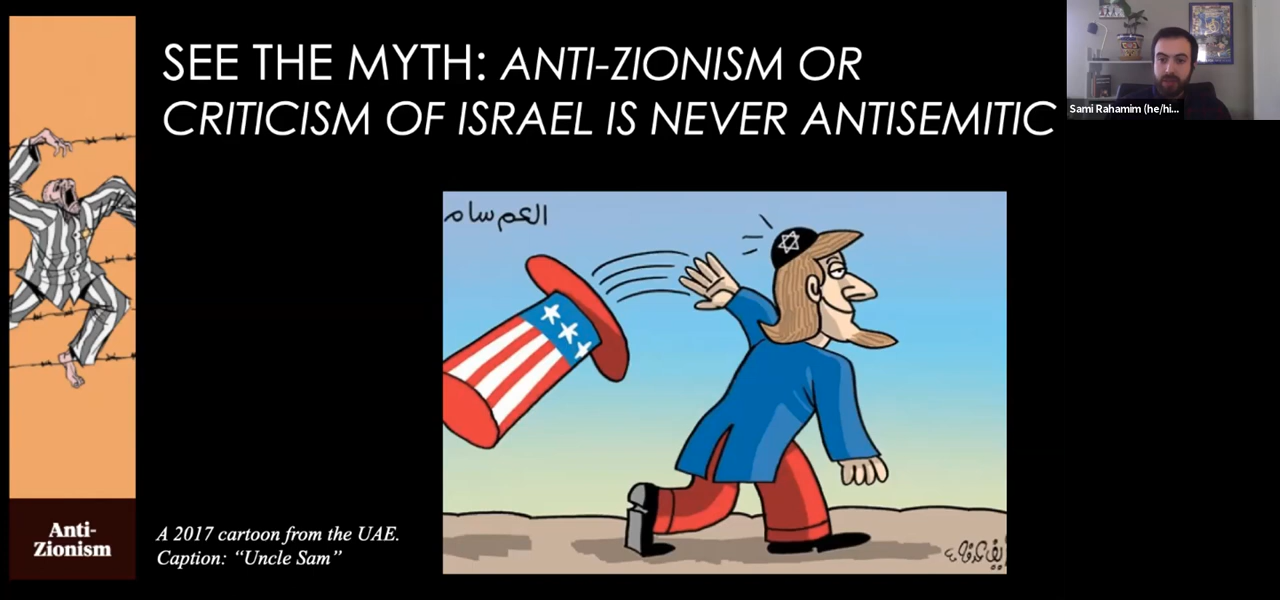 SEE THE MYTH: ANTI-ZIONISM OR
CRITICISM OF ISRAEL IS NEVER ANTISEMITIC
Sami Rahamim (he/hi...
العم سام
Anti-
Zionism
A 2017 cartoon from the UAE.
Caption: “Uncle Sam”